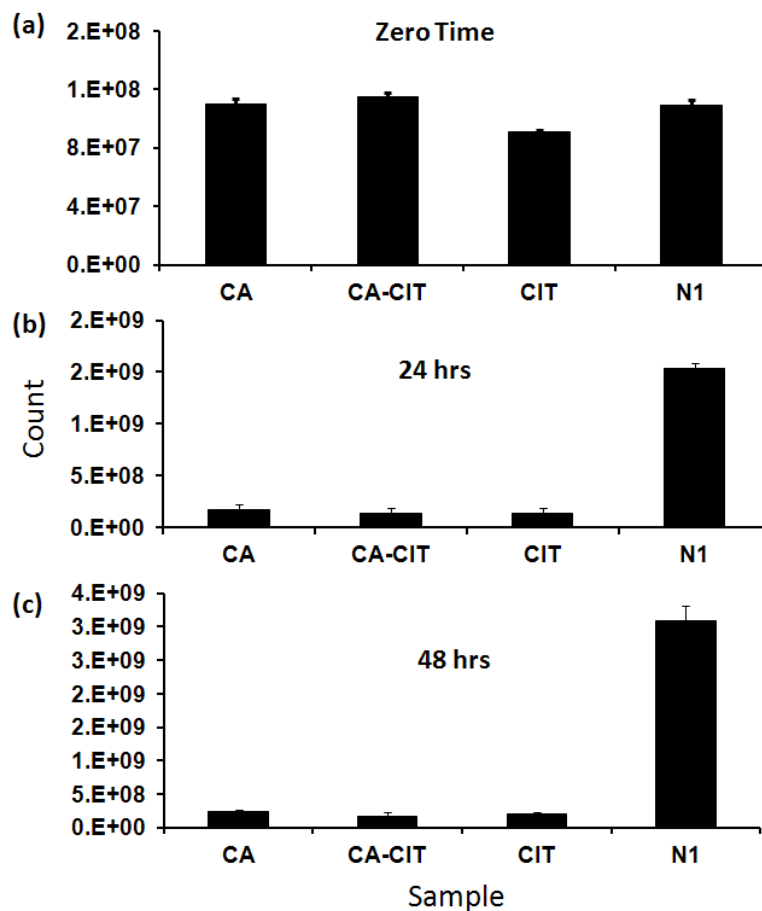 (a)
Zero Time
2.E+08
1.E+08
8.E+07
4.E+07
0.E+00
CA CA-CIT CIT N1
(b)
24 hrs
Count
2.E+09
2.E+09
1.E+09
5.E+08
0.E+00
CA CA-CIT CIT N1
(c)
48 hrs
4.E+09
3.E+09
3.E+09
2.E+09
2.E+09
1.E+09
5.E+08
0.E+00
CA CA-CIT CIT N1
Sample